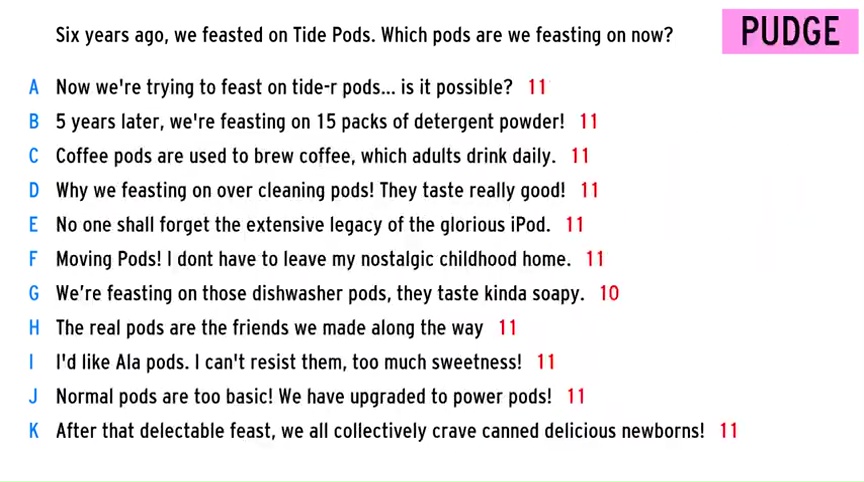 Six years ago, we feasted on Tide Pods. Which pods are we feasting on now?
PUDGE
A Now we're trying to feast on tide-r pods... is it possible? 11
B 5 years later, we're feasting on 15 packs of detergent powder! 11
C Coffee pods are used to brew coffee, which adults drink daily. 11
D Why we feasting on over cleaning pods! They taste really good! 11
E No one shall forget the extensive legacy of the glorious iPod. 11
F Moving Pods! I dont have to leave my nostalgic childhood home. 11
G We're feasting on those dishwasher pods, they taste kinda soapy. 10
H The real pods are the friends we made along the way 11
I I'd like Ala pods. I can't resist them, too much sweetness! 11
J Normal pods are too basic! We have upgraded to power pods! 11
K After that delectable feast, we all collectively crave canned delicious newborns! 11